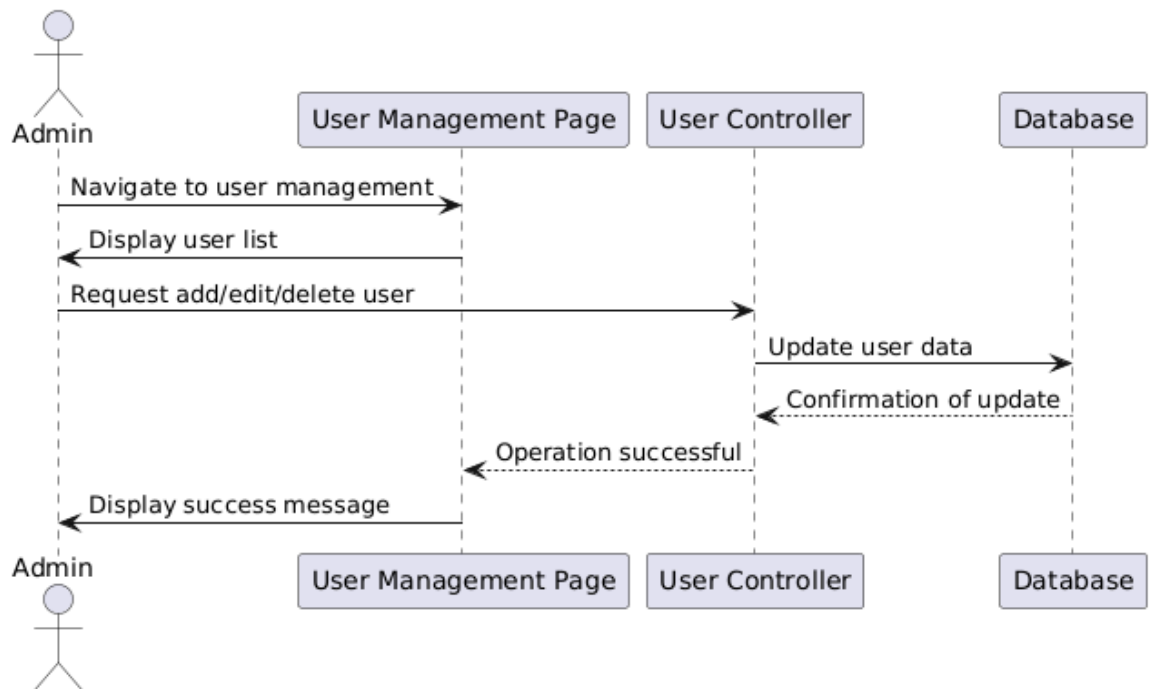 Admin
User Management Page
User Controller
Database
Navigate to user management
Display user list
Request add/edit/delete user
Update user data
Confirmation of update
Operation successful
Display success message
Admin
User Management Page
User Controller
Database